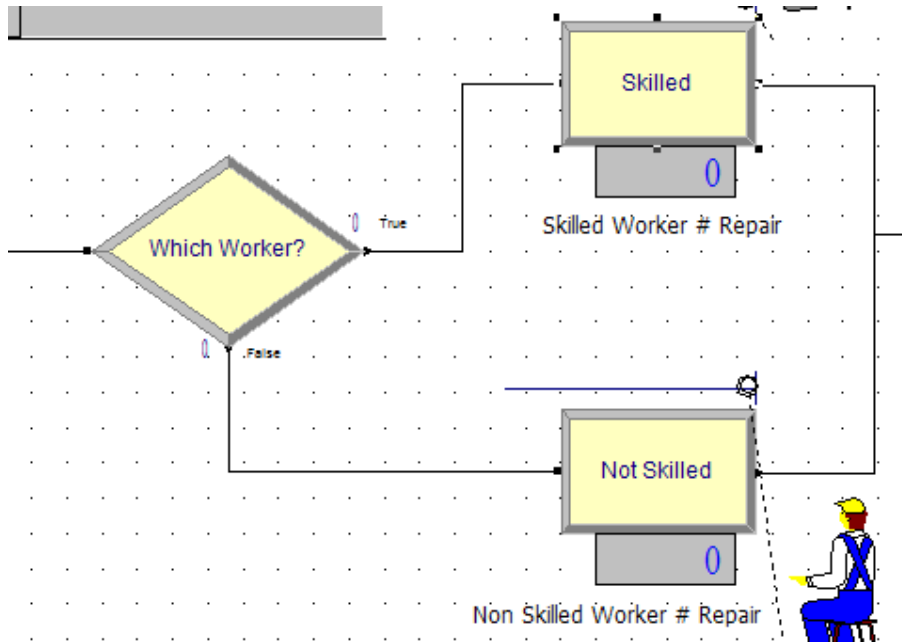 Skilled
0
Skilled Worker # Repair
0 True
Which Worker?
0 False
Not Skilled
0
Non Skilled Worker # Repair